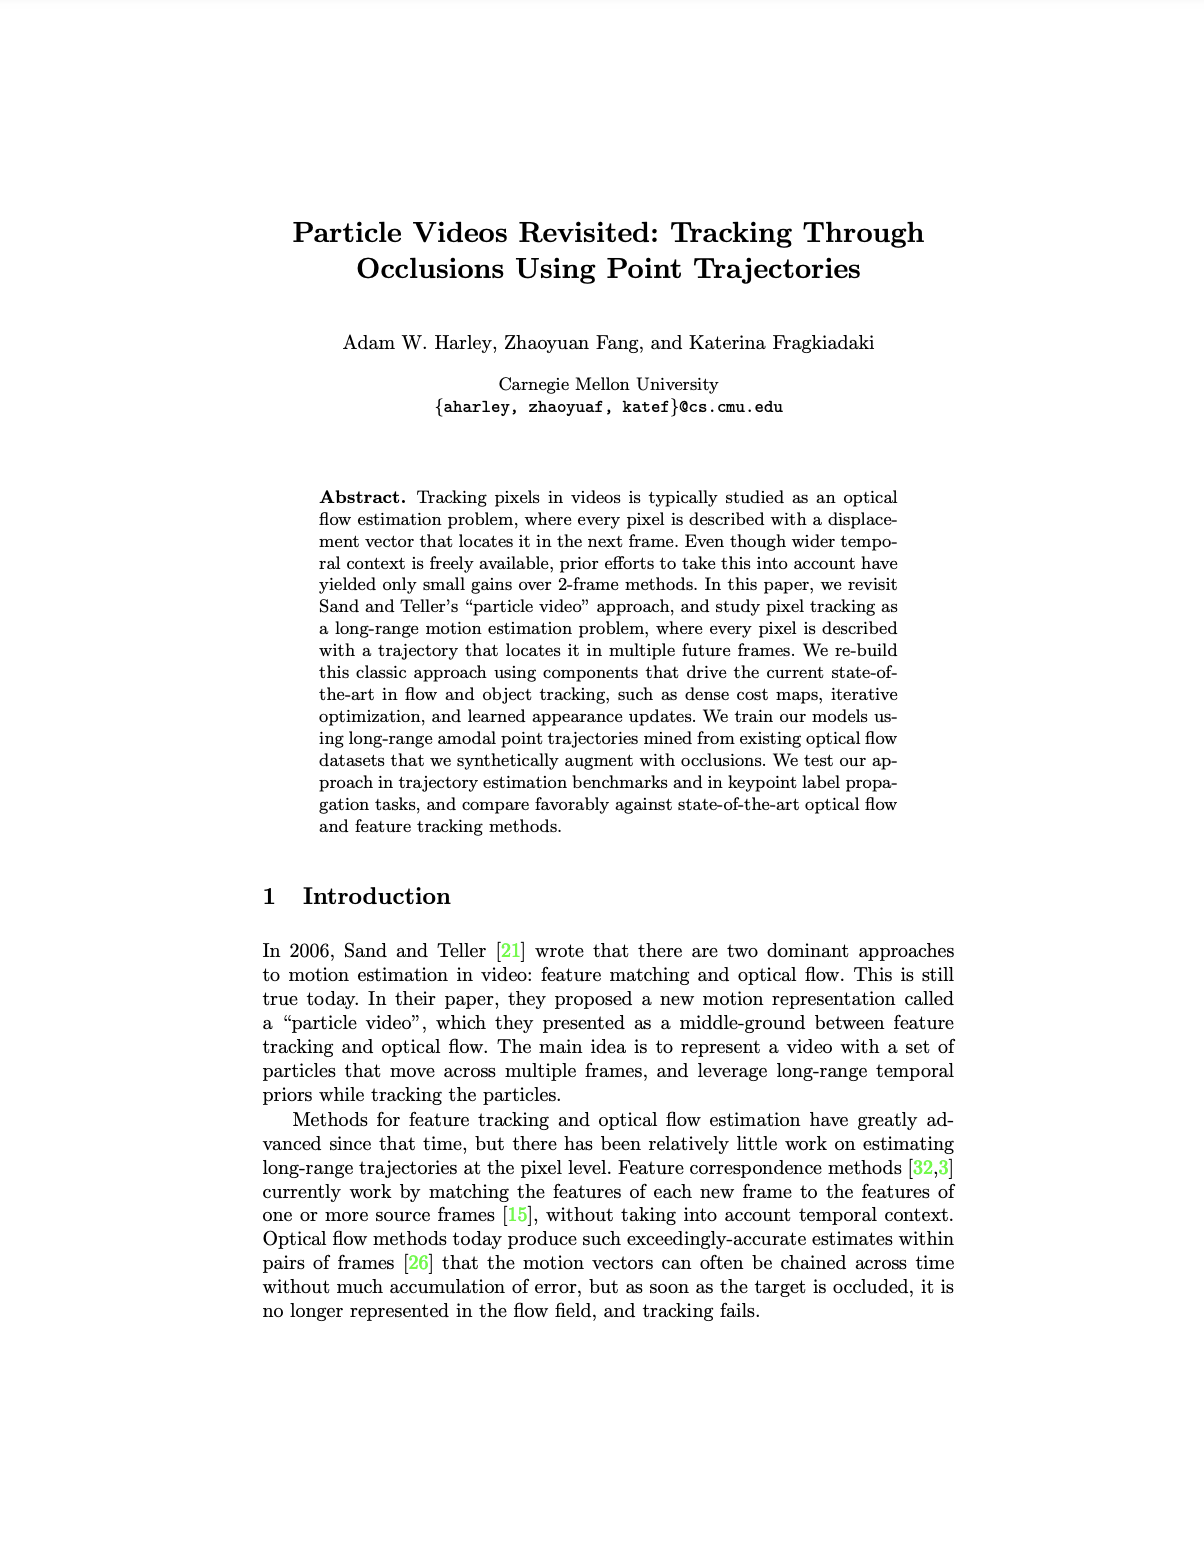 Particle Videos Revisited: Tracking Through
Occlusions Using Point Trajectories
Adam W. Harley, Zhaoyuan Fang, and Katerina Fragkiadaki
Carnegie Mellon University
{aharley, zhaoyuaf, katef}@cs.cmu.edu
Abstract. Tracking pixels in videos is typically studied as an optical
flow estimation problem, where every pixel is described with a displace-
ment vector that locates it in the next frame. Even though wider tempo-
ral context is freely available, prior efforts to take this into account have
yielded only small gains over 2-frame methods. In this paper, we revisit
Sand and Teller’s “particle video” approach, and study pixel tracking as
a long-range motion estimation problem, where every pixel is described
with a trajectory that locates it in multiple future frames. We re-build
this classic approach using components that drive the current state-of-
the-art in flow and object tracking, such as dense cost maps, iterative
optimization, and learned appearance updates. We train our models us-
ing long-range amodal point trajectories mined from existing optical flow
datasets that we synthetically augment with occlusions. We test our ap-
proach in trajectory estimation benchmarks and in keypoint label propa-
gation tasks, and compare favorably against state-of-the-art optical flow
and feature tracking methods.
1 Introduction
In 2006, Sand and Teller [21] wrote that there are two dominant approaches
to motion estimation in video: feature matching and optical flow. This is still
true today. In their paper, they proposed a new motion representation called
a “particle video”, which they presented as a middle-ground between feature
tracking and optical flow. The main idea is to represent a video with a set of
particles that move across multiple frames, and leverage long-range temporal
priors while tracking the particles.
Methods for feature tracking and optical flow estimation have greatly ad-
vanced since that time, but there has been relatively little work on estimating
long-range trajectories at the pixel level. Feature correspondence methods [32,3]
currently work by matching the features of each new frame to the features of
one or more source frames [15], without taking into account temporal context.
Optical flow methods today produce such exceedingly-accurate estimates within
pairs of frames [26] that the motion vectors can often be chained across time
without much accumulation of error, but as soon as the target is occluded, it is
no longer represented in the flow field, and tracking fails.